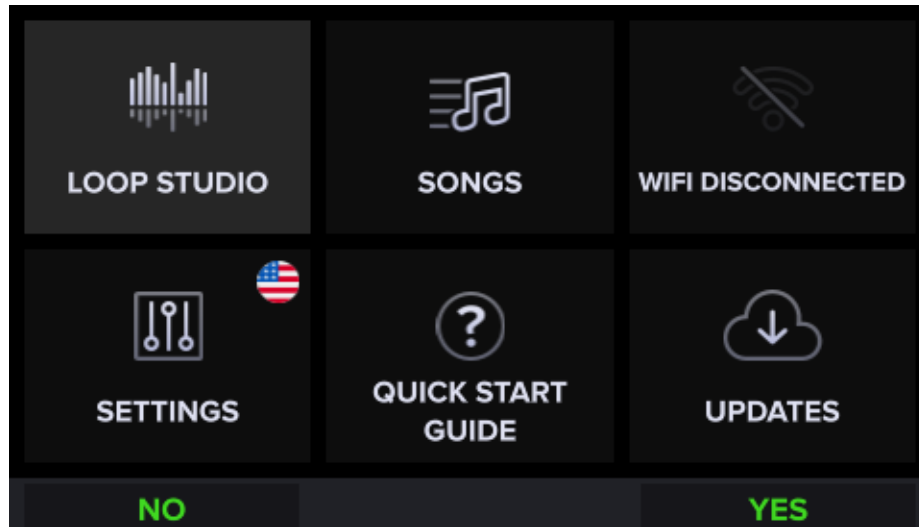 LOOP STUDIO
SONGS
WIFI DISCONNECTED
SETTINGS
QUICK START
GUIDE
UPDATES
NO
YES